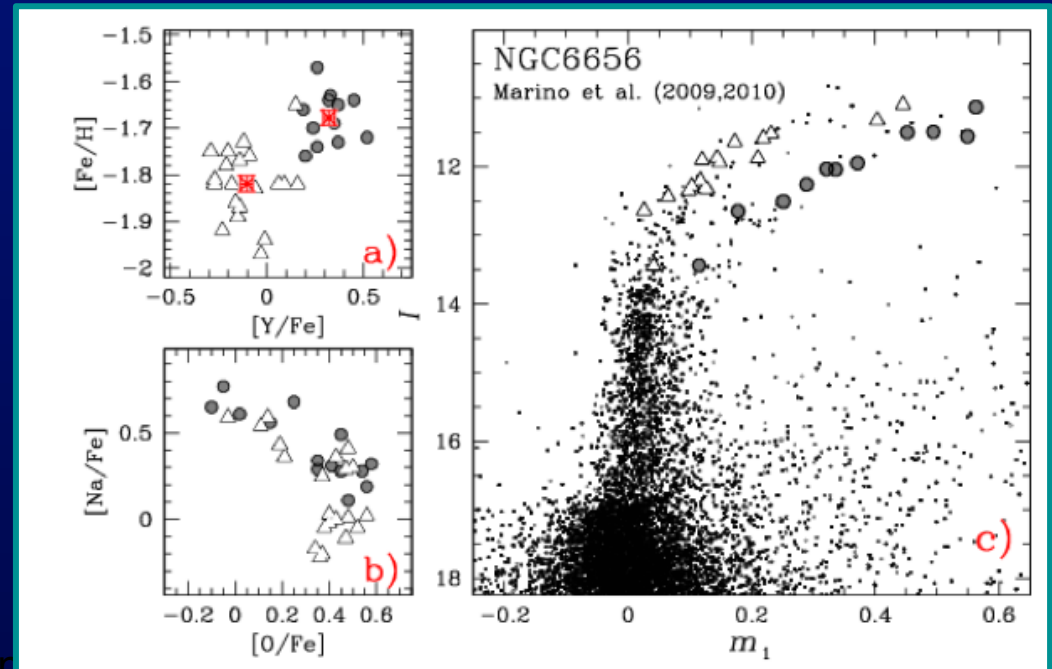 NGC6656
Marino et al. (2009,2010)
[Fe/H]
−1.5
−1.6
−1.7
−1.8
−1.9
−2
a)
−0.5 0 0.5
[Y/Fe]
[Na/Fe]
0.5
0
b)
−0.2 0 0.2 0.4 0.6
[O/Fe]
I
12
14
16
18
c)
−0.2 0 0.2 0.4 0.6
m1